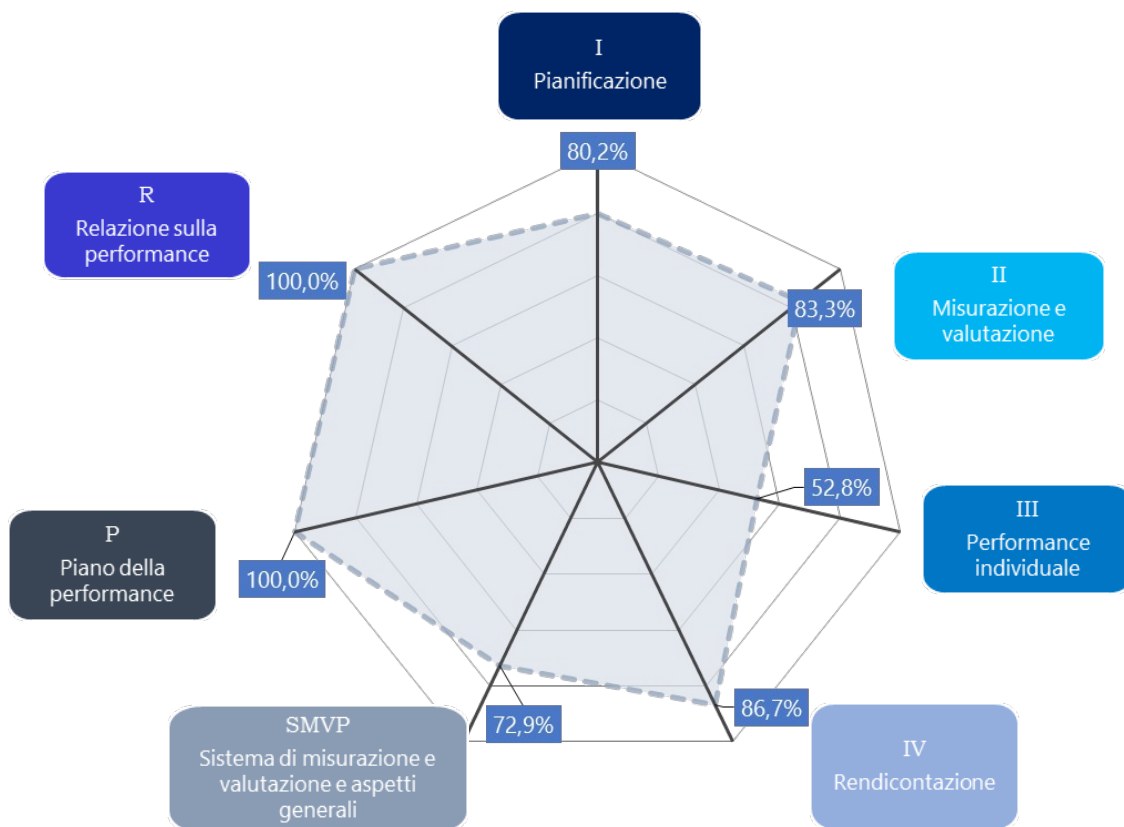 I
Pianificazione
80,2%
R
Relazione sulla
performance
100,0%
II
Misurazione e
valutazione
83,3%
52,8%
III
Performance
individuale
P
Piano della
performance
100,0%
SMVP
Sistema di misurazione e
valutazione e aspetti
generali
72,9%
86,7%
IV
Rendicontazione